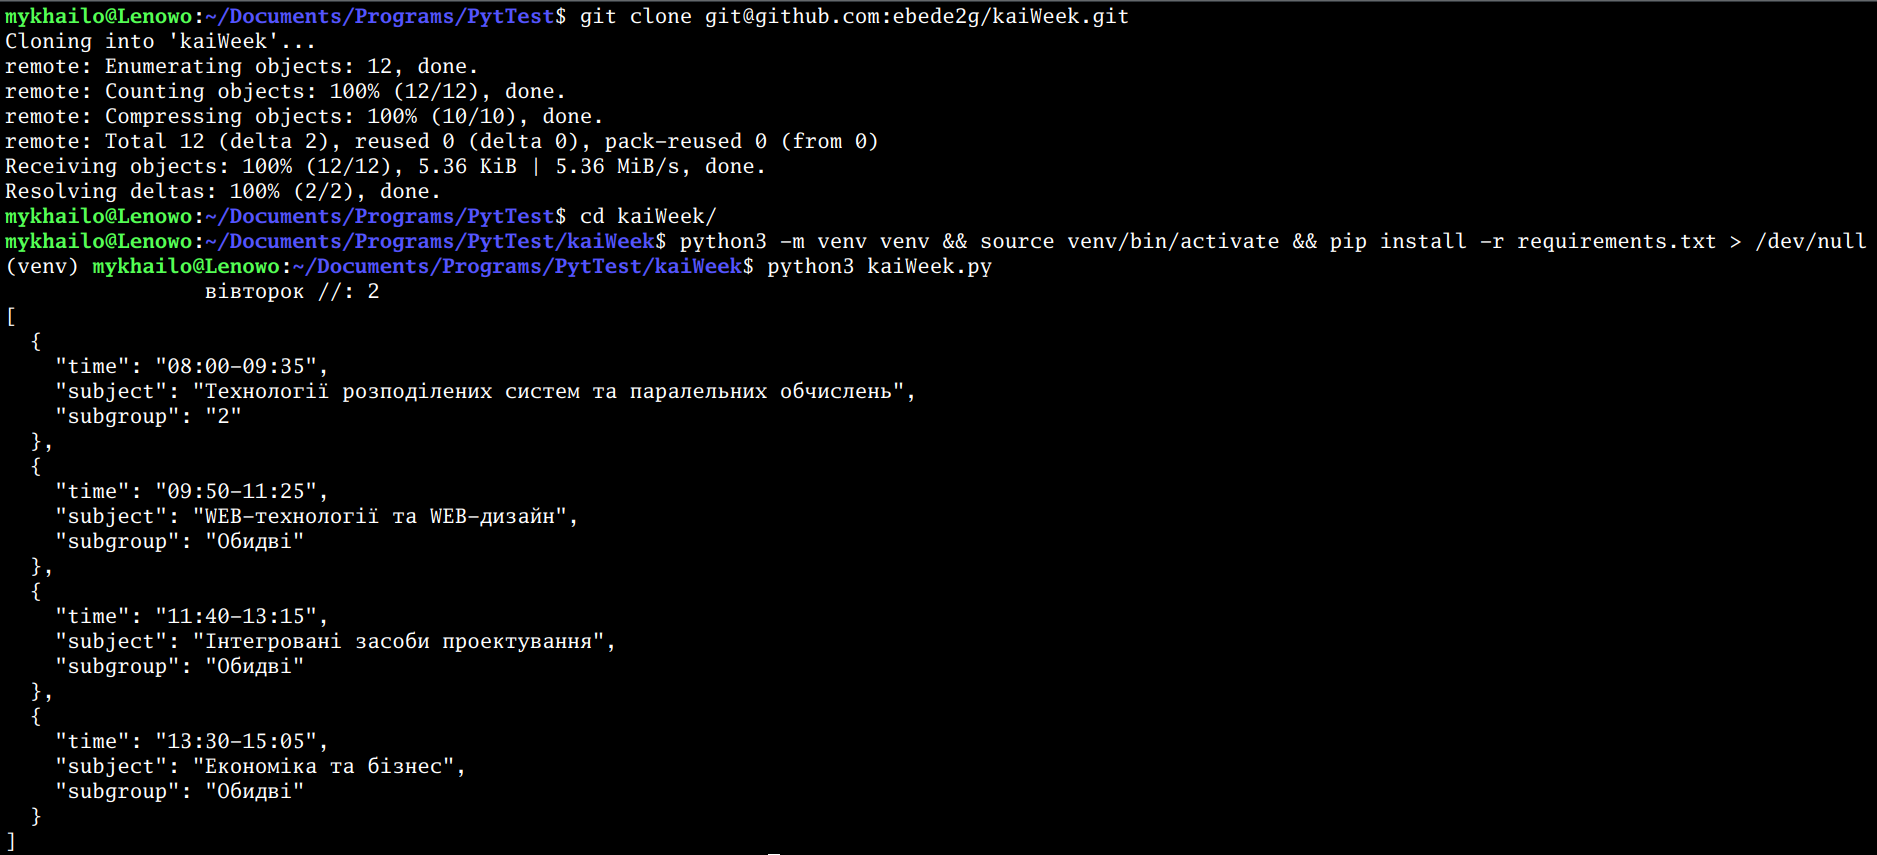 mykhailo@Lenowo:~/Documents/Programs/PytTest$ git clone git@github.com:ebede2g/kaiWeek.git
Cloning into 'kaiWeek'...
remote: Enumerating objects: 12, done.
remote: Counting objects: 100% (12/12), done.
remote: Compressing objects: 100% (10/10), done.
remote: Total 12 (delta 2), reused 0 (delta 0), pack-reused 0 (from 0)
Receiving objects: 100% (12/12), 5.36 KiB | 5.36 MiB/s, done.
Resolving deltas: 100% (2/2), done.
mykhailo@Lenowo:~/Documents/Programs/PytTest$ cd kaiWeek/
mykhailo@Lenowo:~/Documents/Programs/PytTest/kaiWeek$ python3 -m venv venv && source venv/bin/activate && pip install -r requirements.txt > /dev/null
(venv) mykhailo@Lenowo:~/Documents/Programs/PytTest/kaiWeek$ python3 kaiWeek.py
                вівторок //: 2
[
  {
    "time": "08:00-09:35",
    "subject": "Технології розподілених систем та паралельних обчислень",
    "subgroup": "2"
  },
  {
    "time": "09:50-11:25",
    "subject": "WEB-технології та WEB-дизайн",
    "subgroup": "Обидві"
  },
  {
    "time": "11:40-13:15",
    "subject": "Інтегровані засоби проектування",
    "subgroup": "Обидві"
  },
  {
    "time": "13:30-15:05",
    "subject": "Економіка та бізнес",
    "subgroup": "Обидві"
  }
]